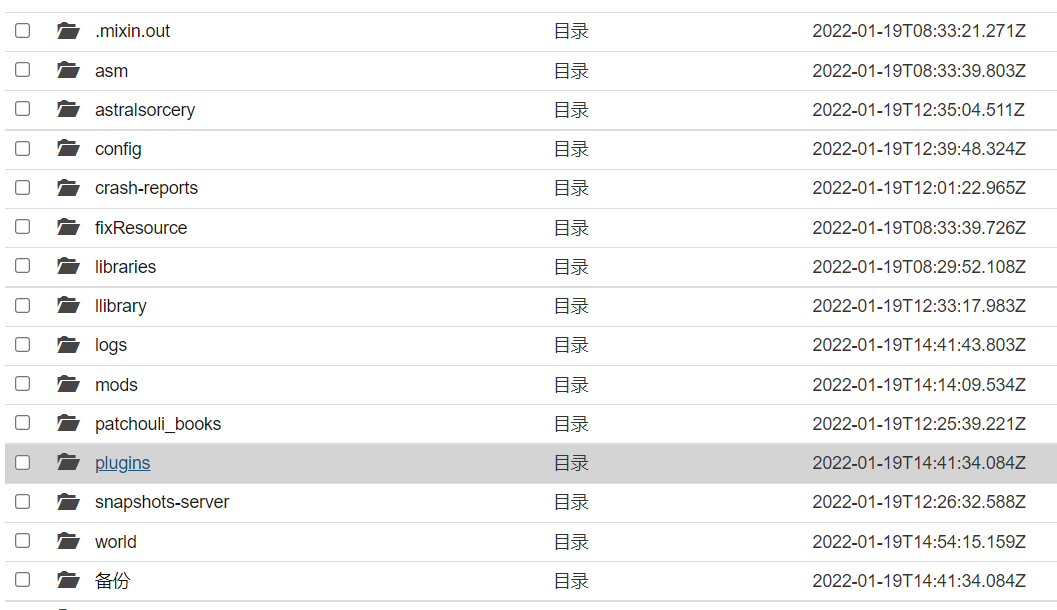 .mixin.out 目录 2022-01-19T08:33:21.271Z
asm 目录 2022-01-19T08:33:39.803Z
astralsorcery 目录 2022-01-19T12:35:04.511Z
config 目录 2022-01-19T12:39:48.324Z
crash-reports 目录 2022-01-19T12:01:22.965Z
fixResource 目录 2022-01-19T08:33:39.726Z
libraries 目录 2022-01-19T08:29:52.108Z
llibrary 目录 2022-01-19T12:33:17.983Z
logs 目录 2022-01-19T14:41:43.803Z
mods 目录 2022-01-19T14:14:09.534Z
patchouli_books 目录 2022-01-19T12:25:39.221Z
plugins 目录 2022-01-19T14:41:34.084Z
snapshots-server 目录 2022-01-19T12:26:32.588Z
world 目录 2022-01-19T14:54:15.159Z
备份 目录 2022-01-19T14:41:34.084Z